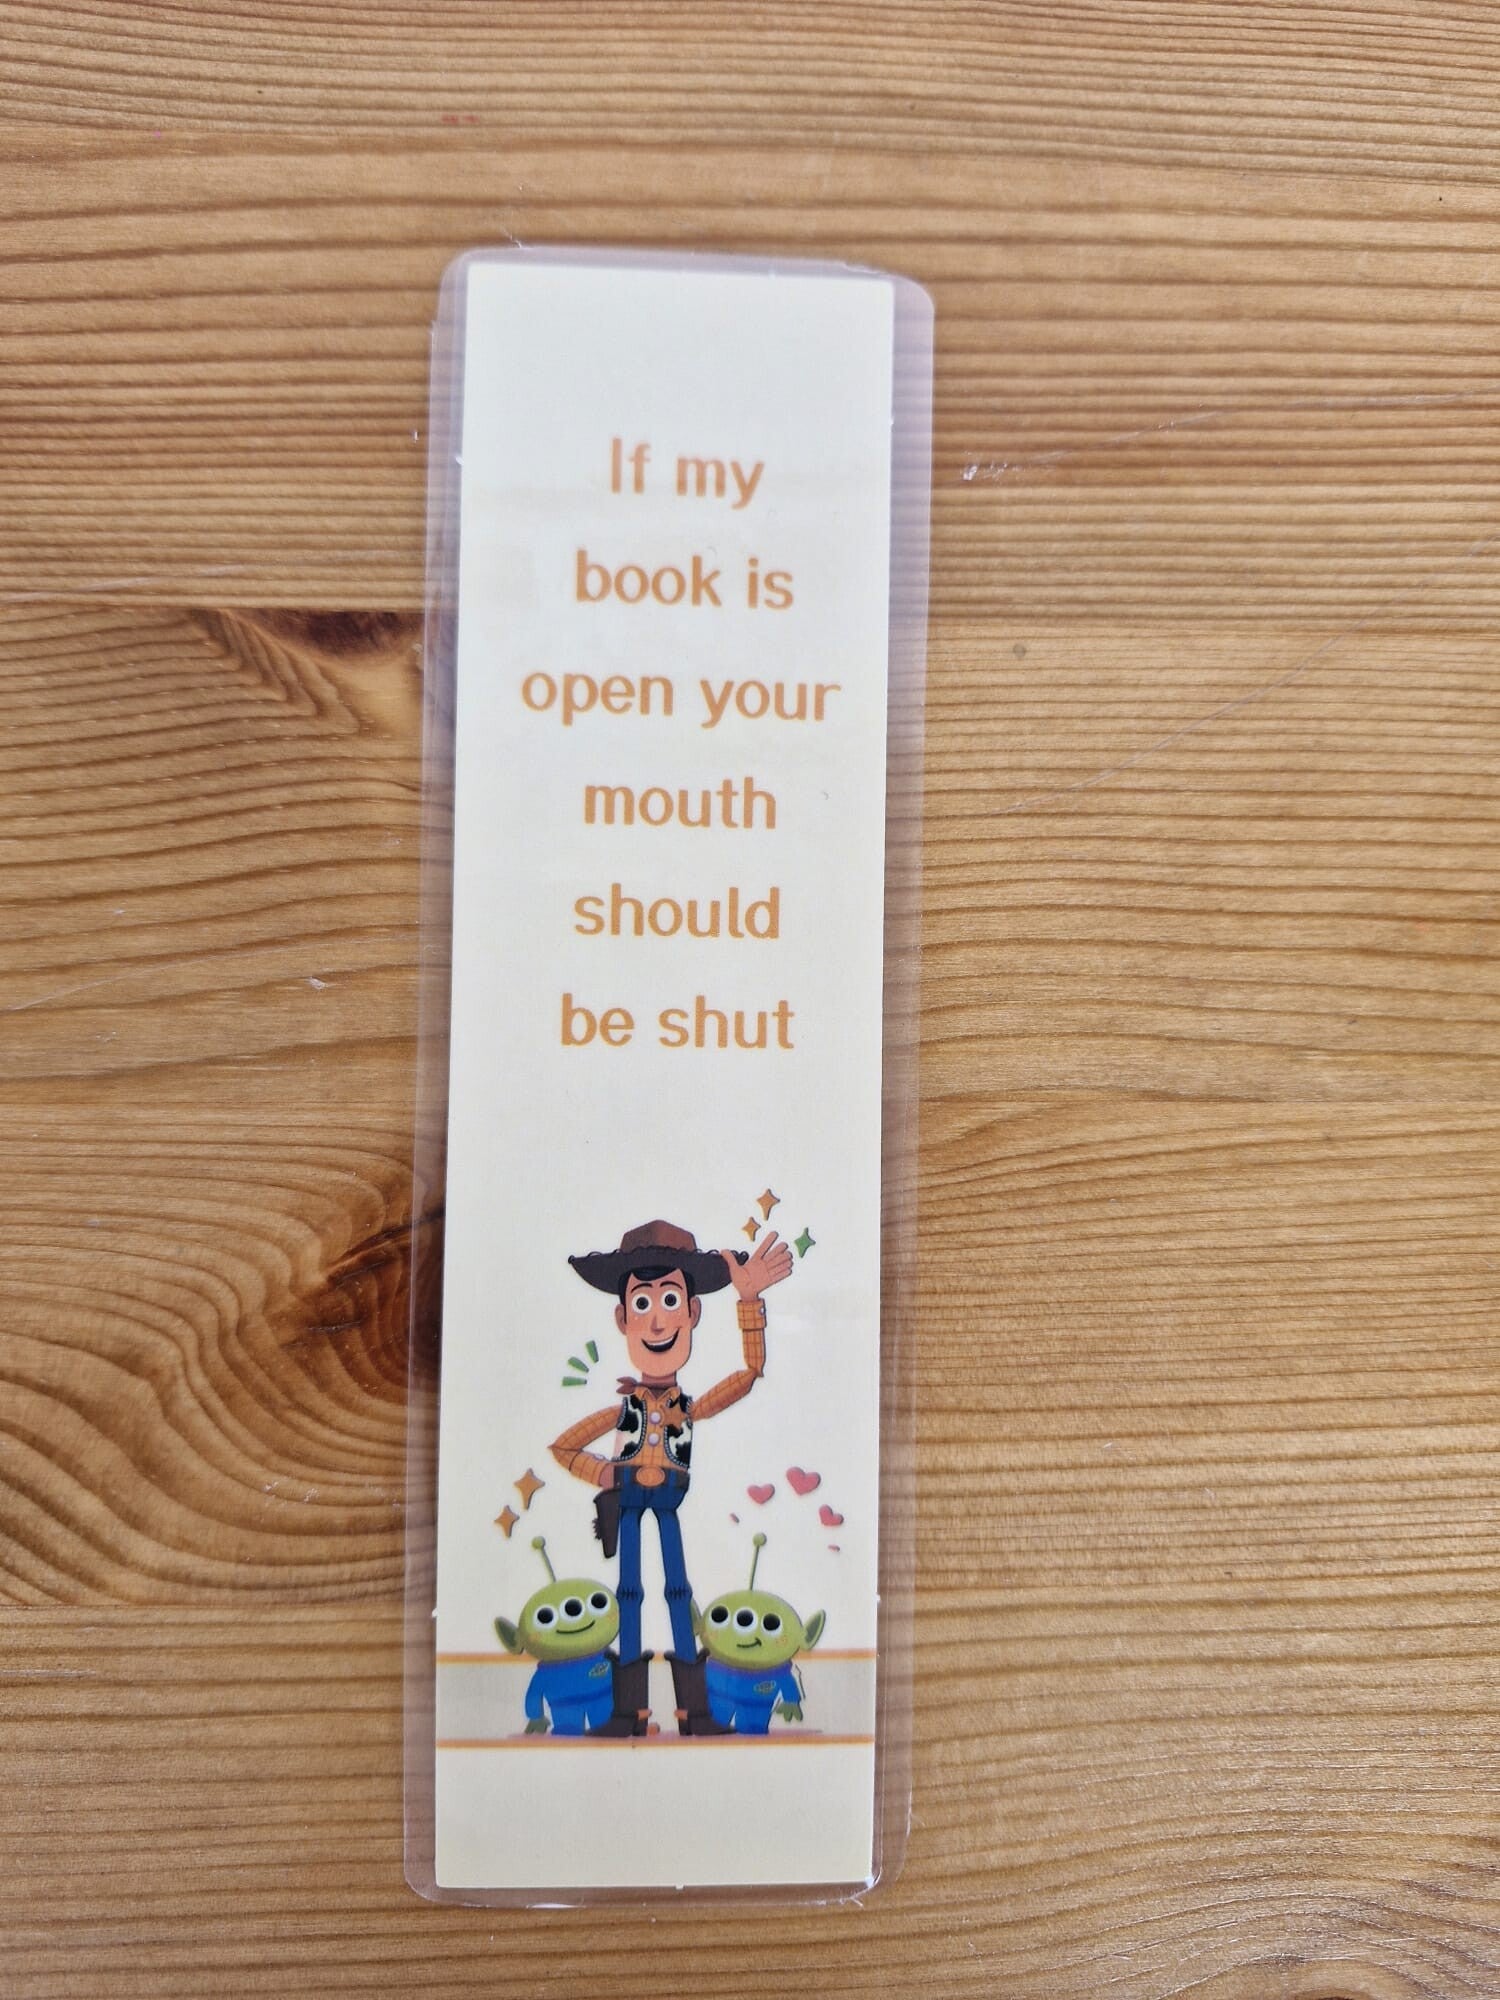 If my
book is
open your
mouth
should
be shut